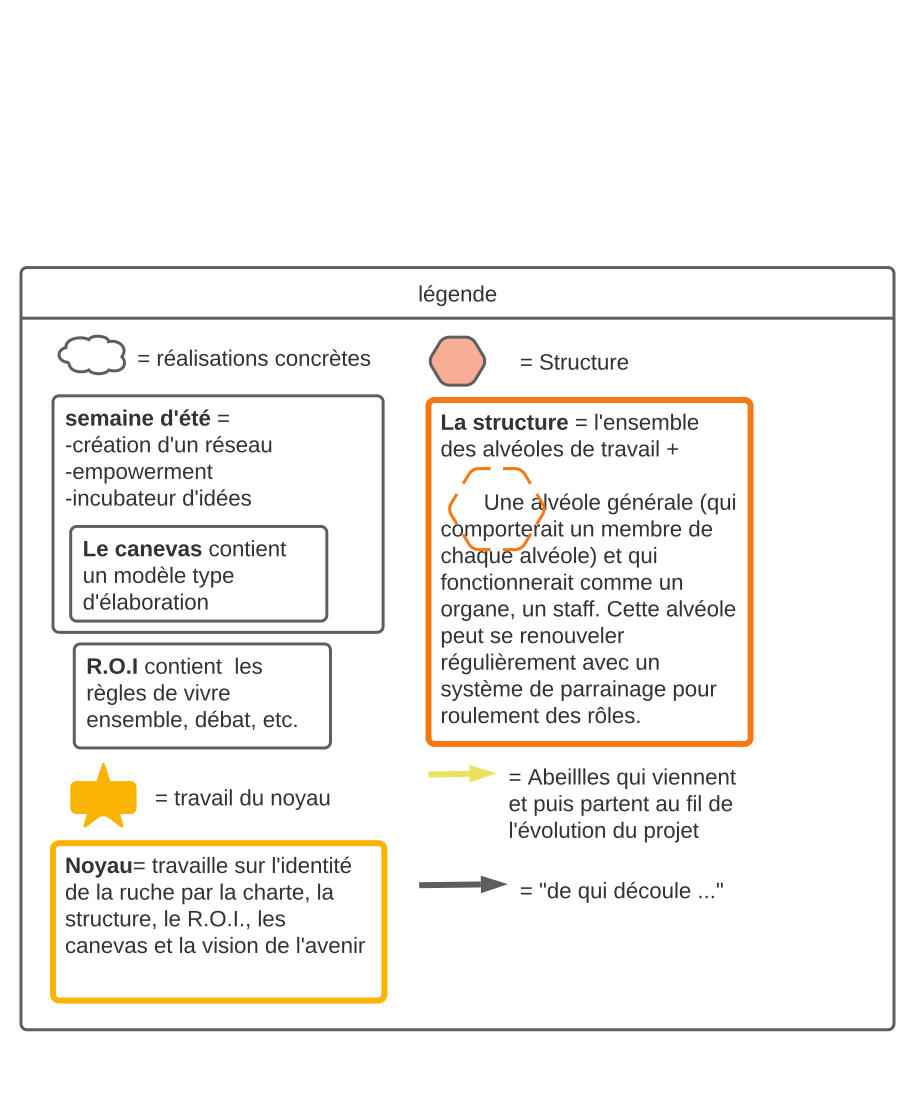 légende
= réalisations concrètes
= Structure
semaine d'été =
-création d'un réseau
-empowerment
-incubateur d'idées
Le canevas contient
un modèle type
d'élaboration
R.O.I contient  les
règles de vivre
ensemble, débat, etc.
= travail du noyau
Noyau= travaille sur l'identité
de la ruche par la charte, la
structure, le R.O.I., les
canevas et la vision de l'avenir
La structure = l'ensemble
des alvéoles de travail +
Une alvéole générale (qui
comporterait un membre de
chaque alvéole) et qui
fonctionnerait comme un
organe, un staff. Cette alvéole
peut se renouveler
régulièrement avec un
système de parrainage pour
roulement des rôles.
= Abeillles qui viennent
et puis partent au fil de
l'évolution du projet
= "de qui découle ..."